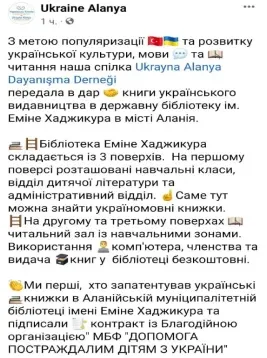 Ukraine Alanya
1 ч. ·
З метою популяризації 🇹🇷🇺🇦 та розвитку
української культури, мови 📨 та 📖
читання наша спілка Ukrayna Alanya
Dayanışma Derneği
передала в дар 🤝 книги українського
видавництва в державну бібліотеку ім.
Еміне Хаджикура в місті Аланія.
📚🪜Бібліотека Еміне Хаджикура
складається із 3 поверхів. На першому
поверсі розташовані навчальні класи,
відділ дитячої літератури та
адміністративний відділ. ☝️Саме тут
можна знайти україномовні книжки.
🪜На другому та третьому поверхах 📖
читальний зал із навчальними зонами.
Використання 👨‍💻комп'ютера, членства та
видача 📚книг у бібліотеці безкоштовні.
👏Ми перші, хто запатентував українські
📚книжки в Аланійській муніципалітетній
бібліотеці імені Еміне Хаджикура та
підписали 📝 контракт із Благодійною
організацією" МБФ "ДОПОМОГА
ПОСТРАЖДАЛИМ ДІТЯМ З УКРАЇНИ"